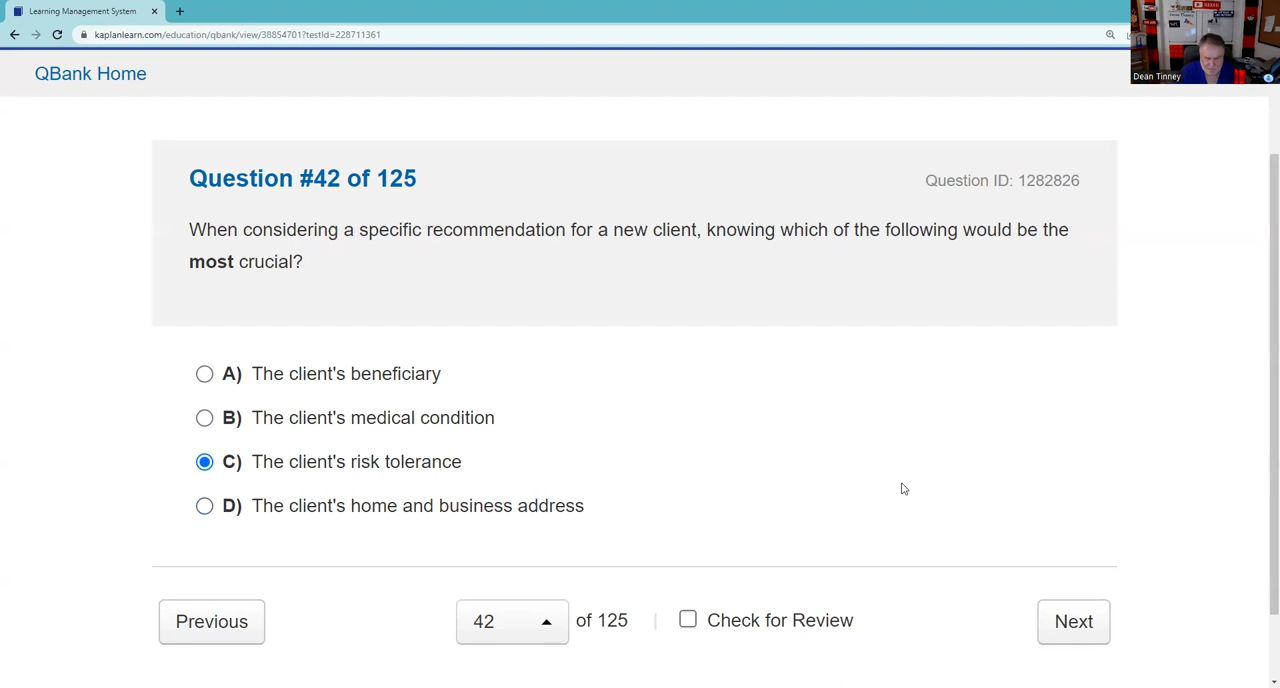 Learning Management System
kaplanlearn.com/education/qbank/view/38854701?testId=228711361
Dean Tinney
QBank Home
Question #42 of 125
Question ID: 1282826
When considering a specific recommendation for a new client, knowing which of the following would be the
most crucial?
A) The client's beneficiary
B) The client's medical condition
C) The client's risk tolerance
D) The client's home and business address
Previous
42
of 125
Check for Review
Next